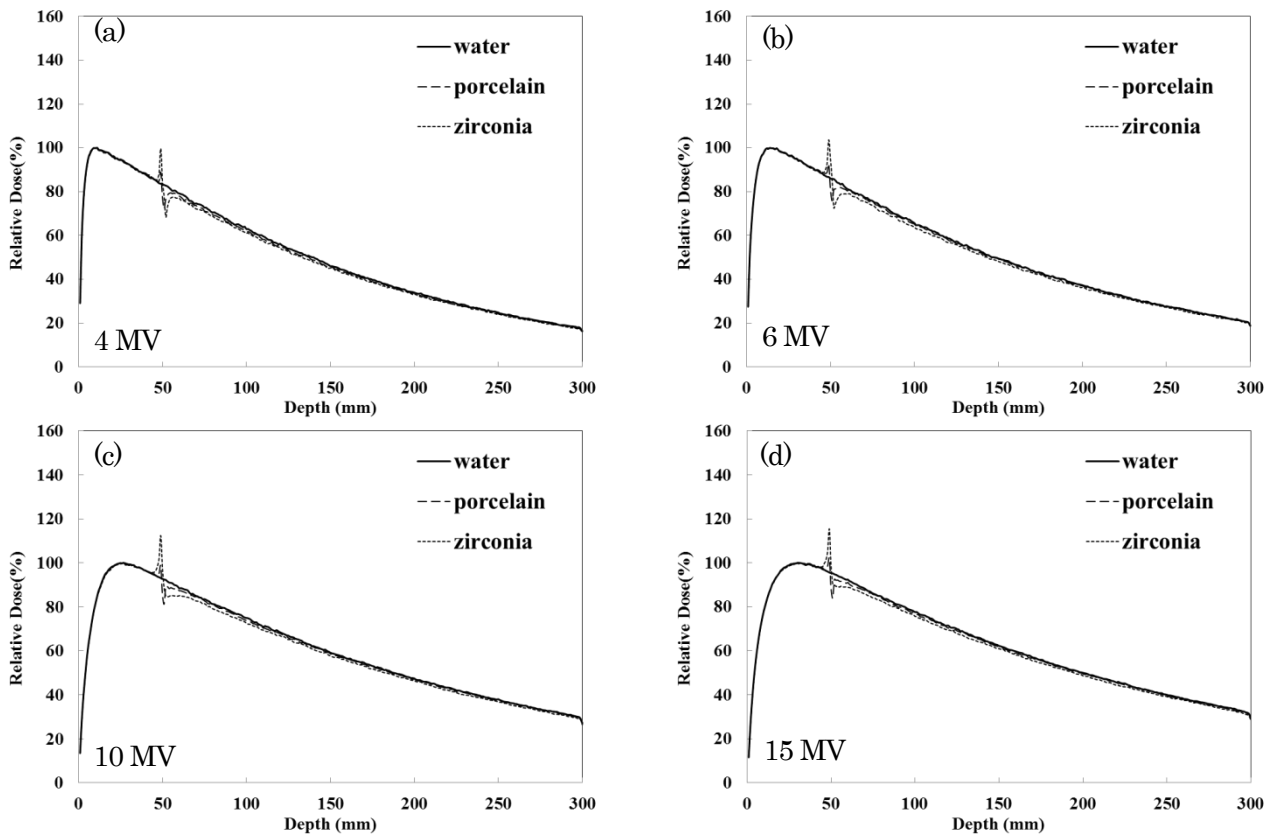 (a)
water
porcelain
zirconia
4 MV
Relative Dose(%)
160
140
120
100
80
60
40
20
0
0 50 100 150 200 250 300
Depth (mm)
(b)
water
porcelain
zirconia
6 MV
Relative Dose(%)
160
140
120
100
80
60
40
20
0
0 50 100 150 200 250 300
Depth (mm)
(c)
water
porcelain
zirconia
10 MV
Relative Dose(%)
160
140
120
100
80
60
40
20
0
0 50 100 150 200 250 300
Depth (mm)
(d)
water
porcelain
zirconia
15 MV
Relative Dose(%)
160
140
120
100
80
60
40
20
0
0 50 100 150 200 250 300
Depth (mm)